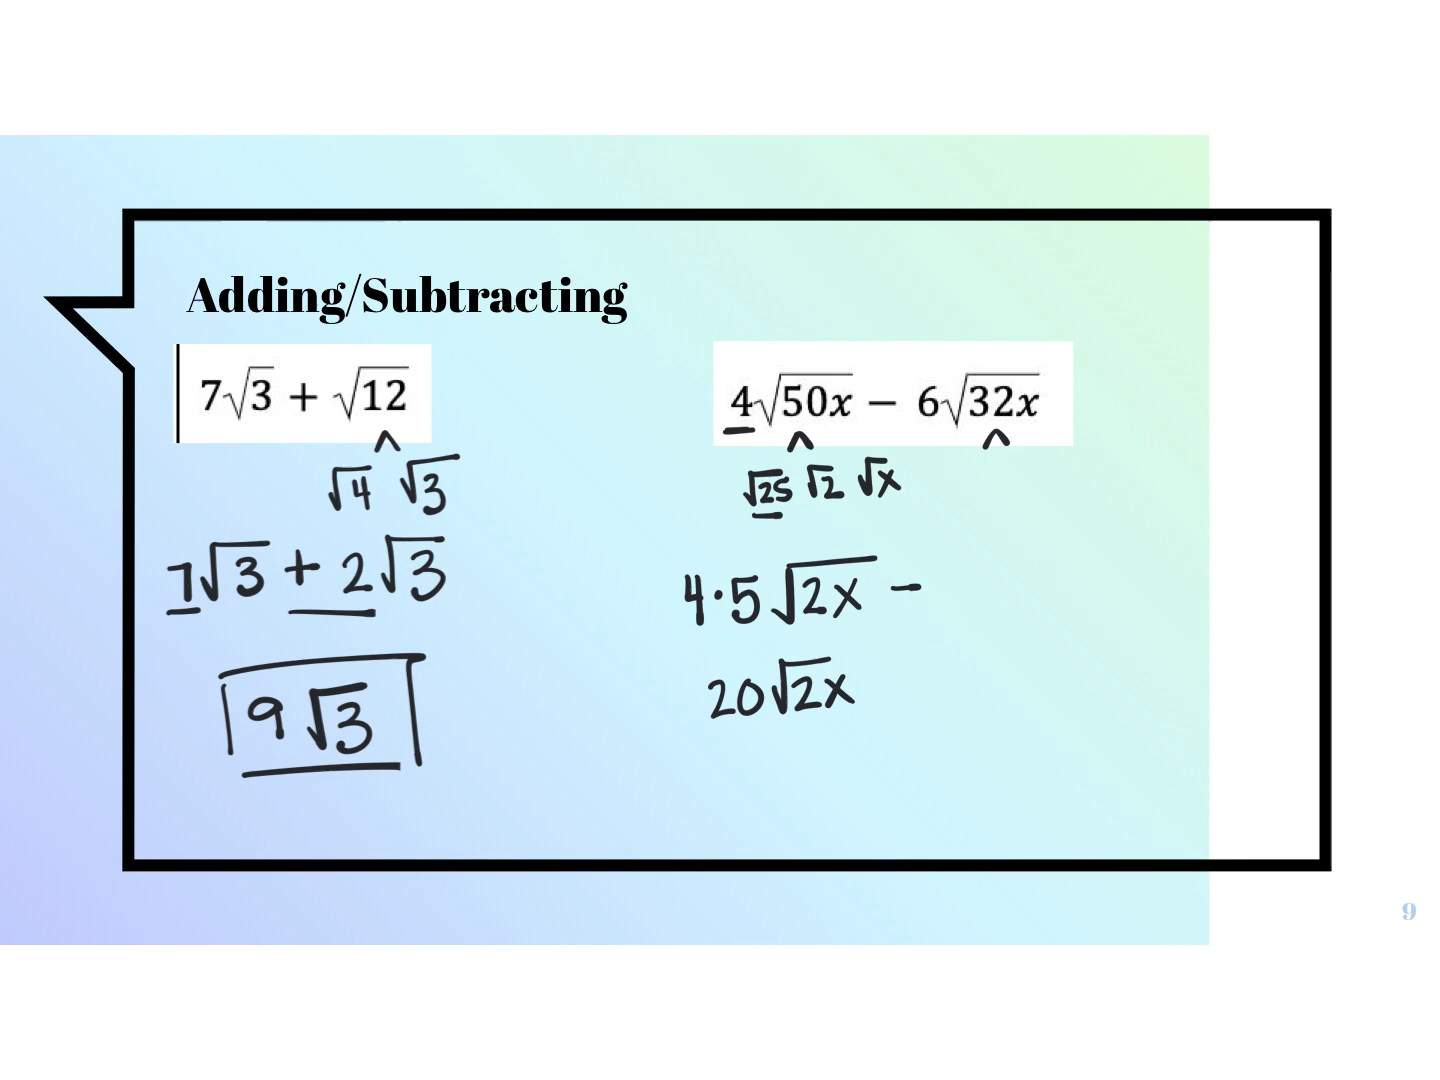 Adding/Subtracting
7√3 + √12
√4 √3
7√3 + 2√3
9√3
4√50x − 6√32x
√25 √2 √x
4·5√2x −
20√2x
9